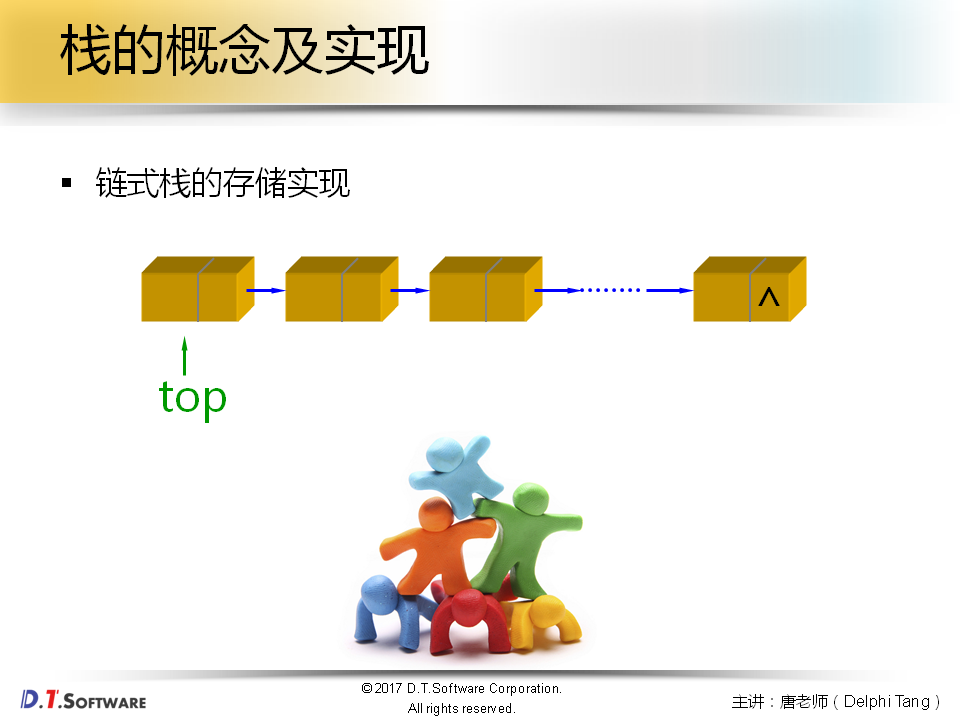 栈的概念及实现
链式栈的存储实现
^
top
D.T.SOFTWARE
©2017 D.T.Software Corporation.
All rights reserved.
主讲：唐老师（Delphi Tang）